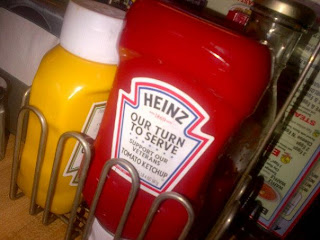 HEINZ
OUR TURN
TO SERVE
SUPPORT OUR
VETERANS
TOMATO KETCHUP